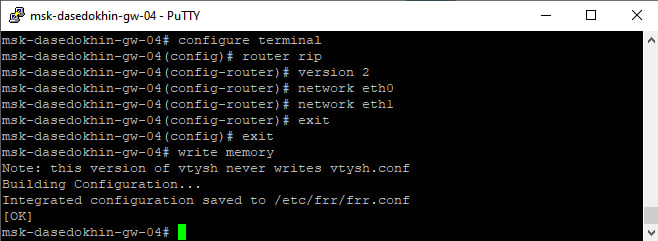 msk-dasedokhin-gw-04 - PuTTY
msk-dasedokhin-gw-04# configure terminal
msk-dasedokhin-gw-04(config)# router rip
msk-dasedokhin-gw-04(config-router)# version 2
msk-dasedokhin-gw-04(config-router)# network eth0
msk-dasedokhin-gw-04(config-router)# network eth1
msk-dasedokhin-gw-04(config-router)# exit
msk-dasedokhin-gw-04(config)# exit
msk-dasedokhin-gw-04# write memory
Note: this version of vtysh never writes vtysh.conf
Building Configuration...
Integrated configuration saved to /etc/frr/frr.conf
[OK]
msk-dasedokhin-gw-04#